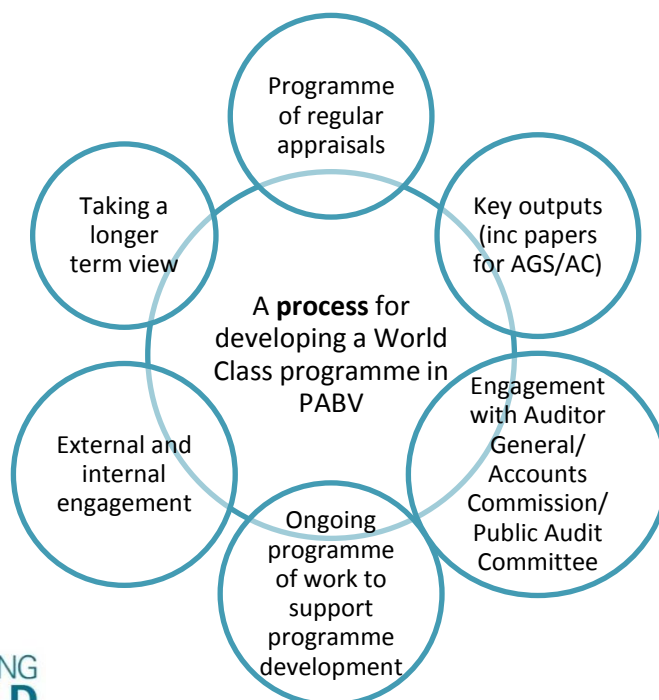 Programme
of regular
appraisals
Key outputs
(inc papers
for AGS/AC)
Engagement
with Auditor
General/
Accounts
Commission/
Public Audit
Committee
Ongoing
programme
of work to
support
programme
development
External and
internal
engagement
Taking a
longer
term view
A process for
developing a World
Class programme in
PABV